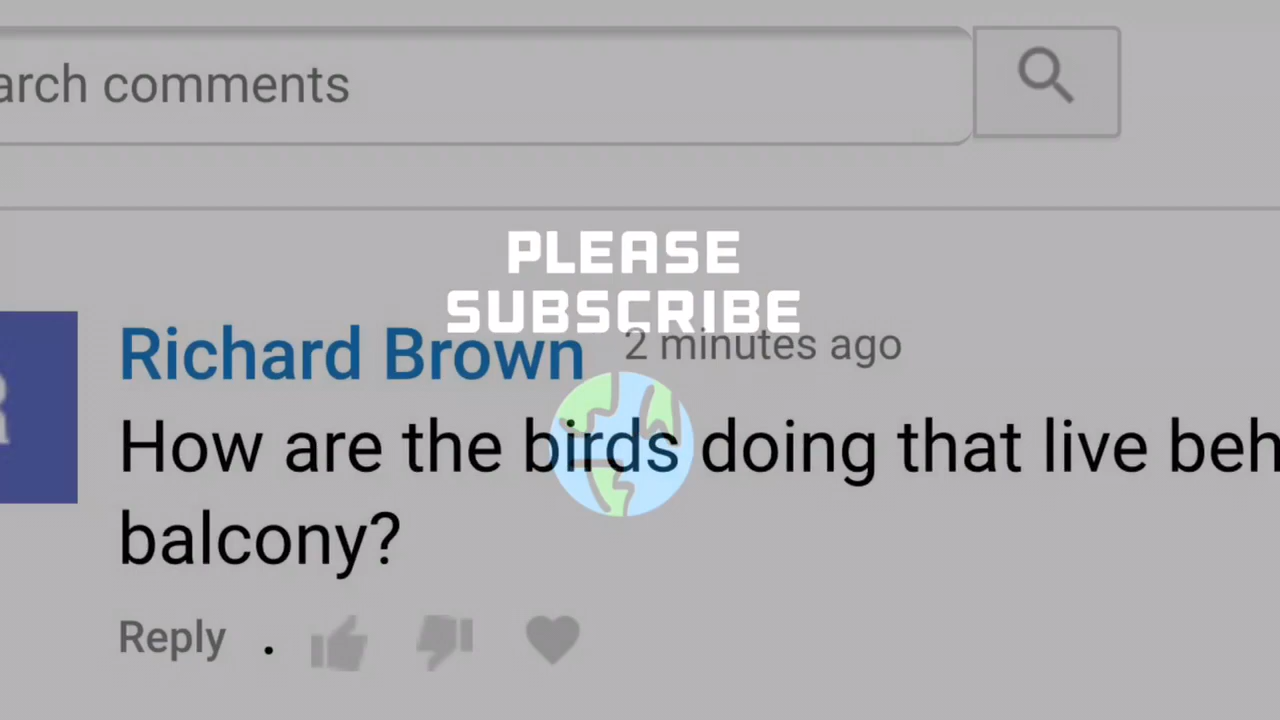 arch comments
PLEASE
SUBSCRIBE
Richard Brown 2 minutes ago
How are the birds doing that live beh
balcony?
Reply .